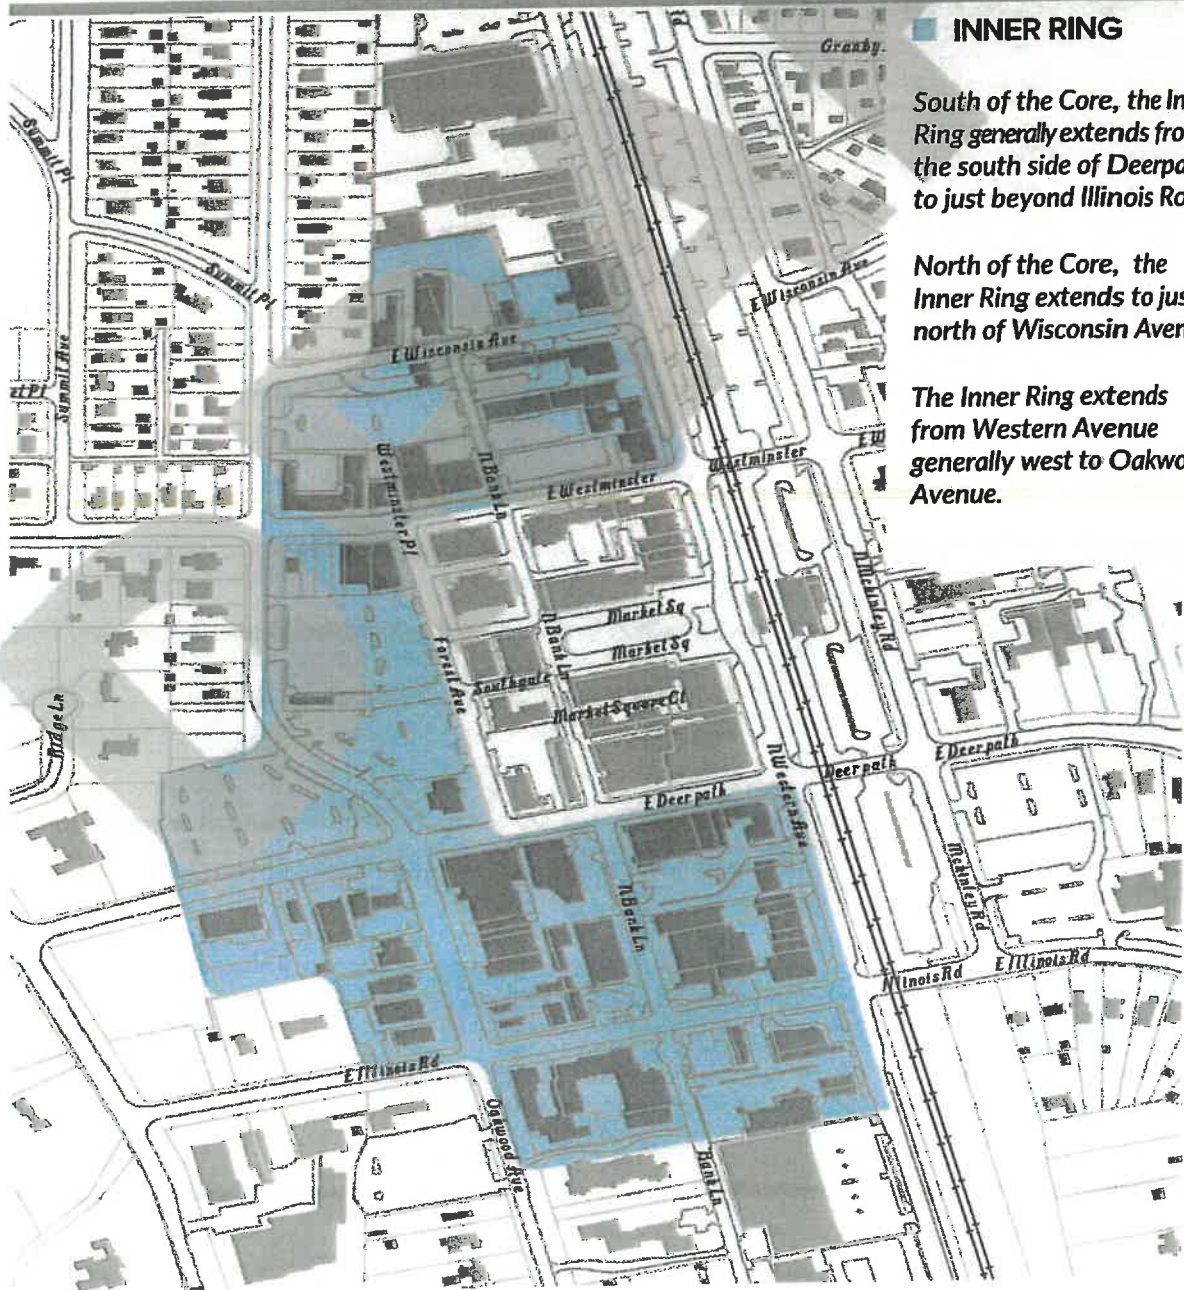 INNER RING
South of the Core, the In
Ring generally extends fro
the south side of Deerpa
to just beyond Illinois Ro
North of the Core, the
Inner Ring extends to jus
north of Wisconsin Aven
The Inner Ring extends
from Western Avenue
generally west to Oakwo
Avenue.
Granby.
Summit Pl
Summit Pl
E Wisconsin Ave
E Wisconsin Ave
Summit Ave
Westminster Pl
N Bank Ln
E Westminster
Westminster
E W
N McKinley Rd
Market Sq
Market Sq
N Bank Ln
Forest Ave
Southgate
Market Square Ct
Ridge Ln
E Deerpath
Deerpath
E Deerpath
N Western Ave
McKinley Rd
N Bank Ln
Illinois Rd
E Illinois Rd
E Illinois Rd
Oakwood Ave
Bank Ln